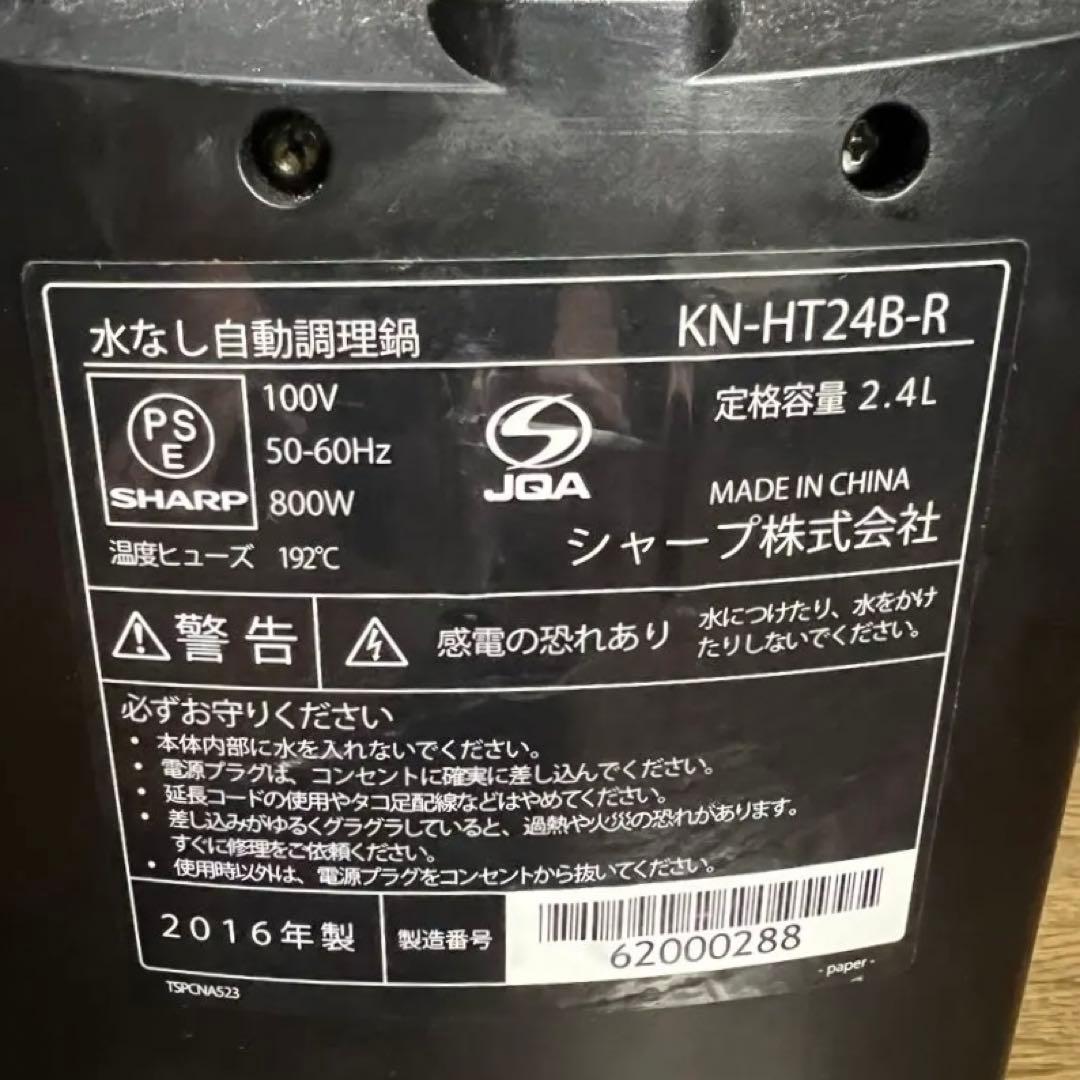 水なし自動調理鍋 KN-HT24B-R
PSE
SHARP
100V
50-60Hz
800W
温度ヒューズ 192℃
JQA
定格容量 2.4L
MADE IN CHINA
シャープ株式会社
警告
感電の恐れあり
水につけたり、水をかけ
たりしないでください。
必ずお守りください
• 本体内部に水を入れないでください。
• 電源プラグは、コンセントに確実に差し込んでください。
• 延長コードの使用やタコ足配線などはやめてください。
• 差し込みがゆるくグラグラしていると、過熱や火災の恐れがあります。
すぐに修理をご依頼ください。
• 使用時以外は、電源プラグをコンセントから抜いてください。
2016年製
製造番号
62000288
- paper -
TSPCNA523